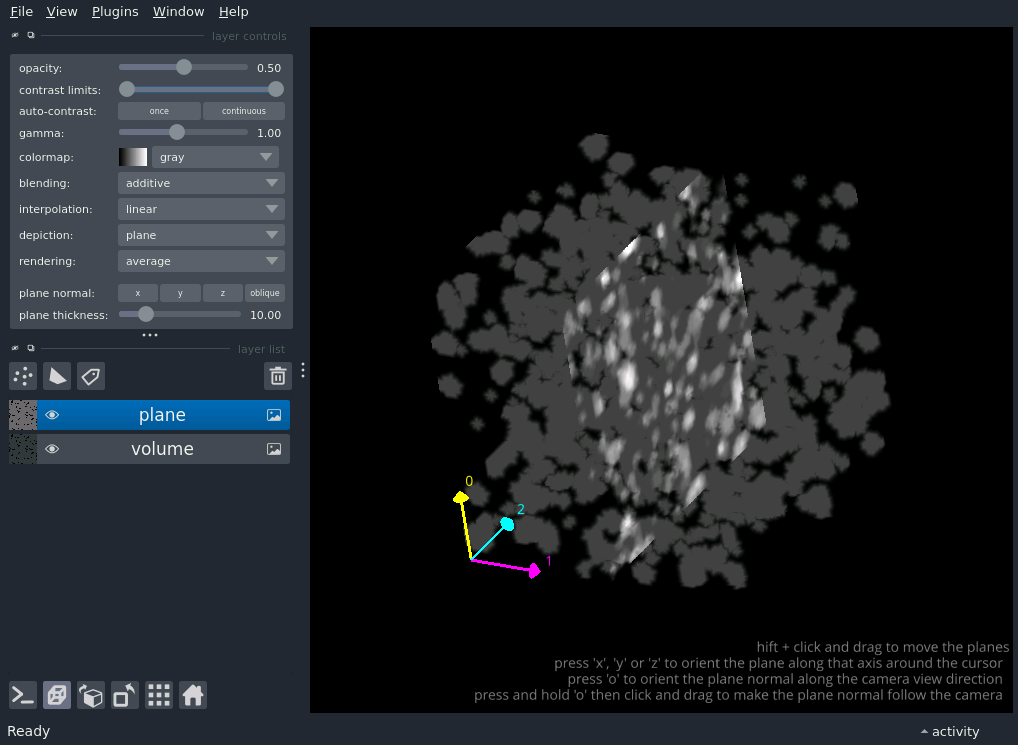 File View Plugins Window Help
layer controls
opacity: 0.50
contrast limits:
auto-contrast: once continuous
gamma: 1.00
colormap: gray
blending: additive
interpolation: linear
depiction: plane
rendering: average
plane normal: x y z oblique
plane thickness: 10.00
layer list
plane
volume
0
2
1
hift + click and drag to move the planes
press 'x', 'y' or 'z' to orient the plane along that axis around the cursor
press 'o' to orient the plane normal along the camera view direction
press and hold 'o' then click and drag to make the plane normal follow the camera
Ready activity